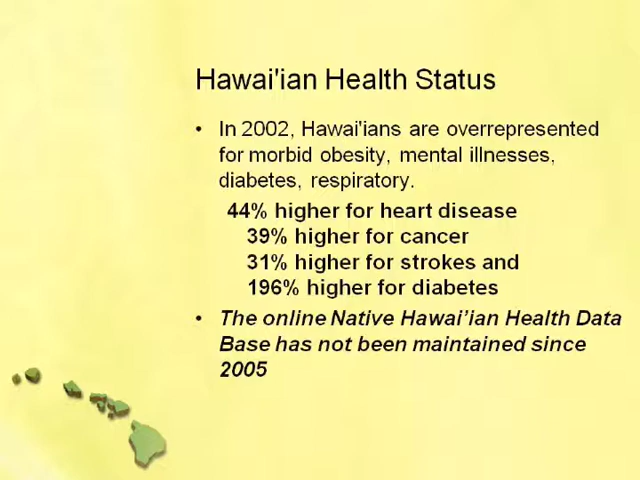 Hawai'ian Health Status
• In 2002, Hawai'ians are overrepresented
for morbid obesity, mental illnesses,
diabetes, respiratory.
44% higher for heart disease
39% higher for cancer
31% higher for strokes and
196% higher for diabetes
• The online Native Hawai’ian Health Data
Base has not been maintained since
2005